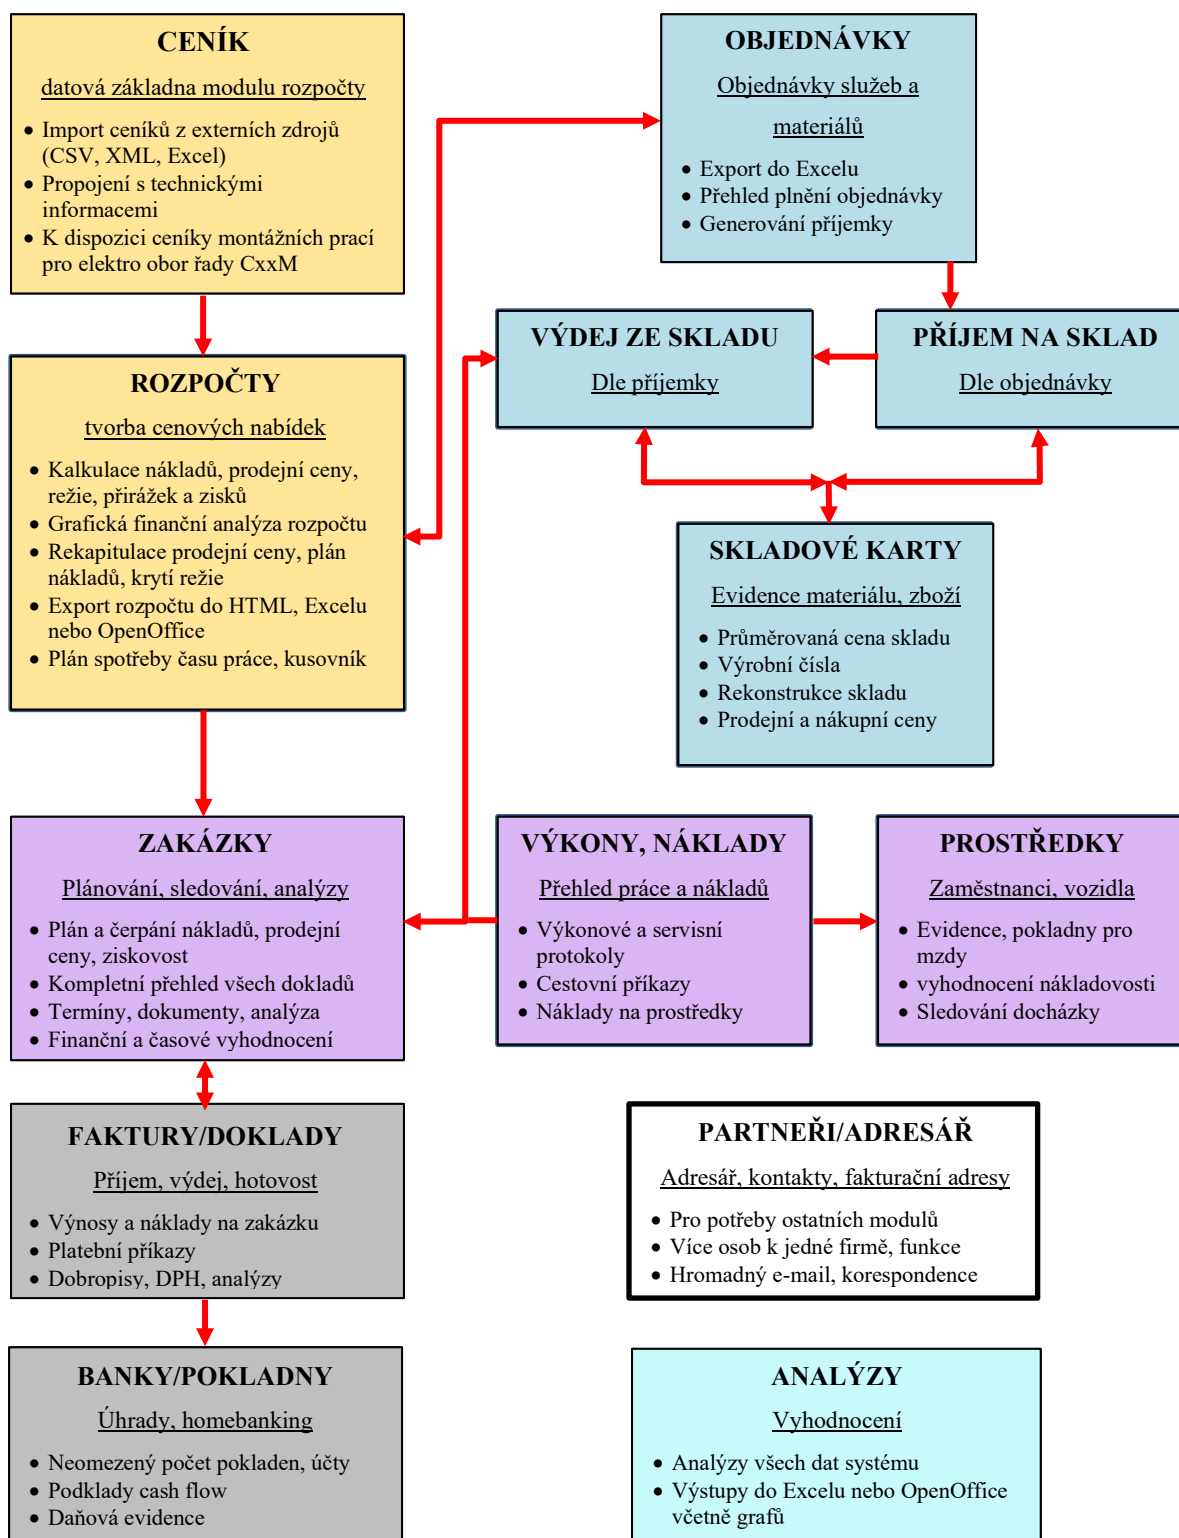 CENÍK
datová základna modulu rozpočty
• Import ceníků z externích zdrojů
(CSV, XML, Excel)
• Propojení s technickými
informacemi
• K dispozici ceníky montážních prací
pro elektro obor řady CxxM
OBJEDNÁVKY
Objednávky služeb a
materiálů
• Export do Excelu
• Přehled plnění objednávky
• Generování příjemky
VÝDEJ ZE SKLADU
Dle příjemky
PŘÍJEM NA SKLAD
Dle objednávky
ROZPOČTY
tvorba cenových nabídek
• Kalkulace nákladů, prodejní ceny,
režie, přirážek a zisků
• Grafická finanční analýza rozpočtu
• Rekapitulace prodejní ceny, plán
nákladů, krytí režie
• Export rozpočtu do HTML, Excelu
nebo OpenOffice
• Plán spotřeby času práce, kusovník
SKLADOVÉ KARTY
Evidence materiálu, zboží
• Průměrovaná cena skladu
• Výrobní čísla
• Rekonstrukce skladu
• Prodejní a nákupní ceny
ZAKÁZKY
Plánování, sledování, analýzy
• Plán a čerpání nákladů, prodejní
ceny, ziskovost
• Kompletní přehled všech dokladů
• Termíny, dokumenty, analýza
• Finanční a časové vyhodnocení
VÝKONY, NÁKLADY
Přehled práce a nákladů
• Výkonové a servisní
protokoly
• Cestovní příkazy
• Náklady na prostředky
PROSTŘEDKY
Zaměstnanci, vozidla
• Evidence, pokladny pro
mzdy
• vyhodnocení nákladovosti
• Sledování docházky
FAKTURY/DOKLADY
Příjem, výdej, hotovost
• Výnosy a náklady na zakázku
• Platební příkazy
• Dobropisy, DPH, analýzy
PARTNEŘI/ADRESÁŘ
Adresář, kontakty, fakturační adresy
• Pro potřeby ostatních modulů
• Více osob k jedné firmě, funkce
• Hromadný e-mail, korespondence
BANKY/POKLADNY
Úhrady, homebanking
• Neomezený počet pokladen, účty
• Podklady cash flow
• Daňová evidence
ANALÝZY
Vyhodnocení
• Analýzy všech dat systému
• Výstupy do Excelu nebo OpenOffice
včetně grafů